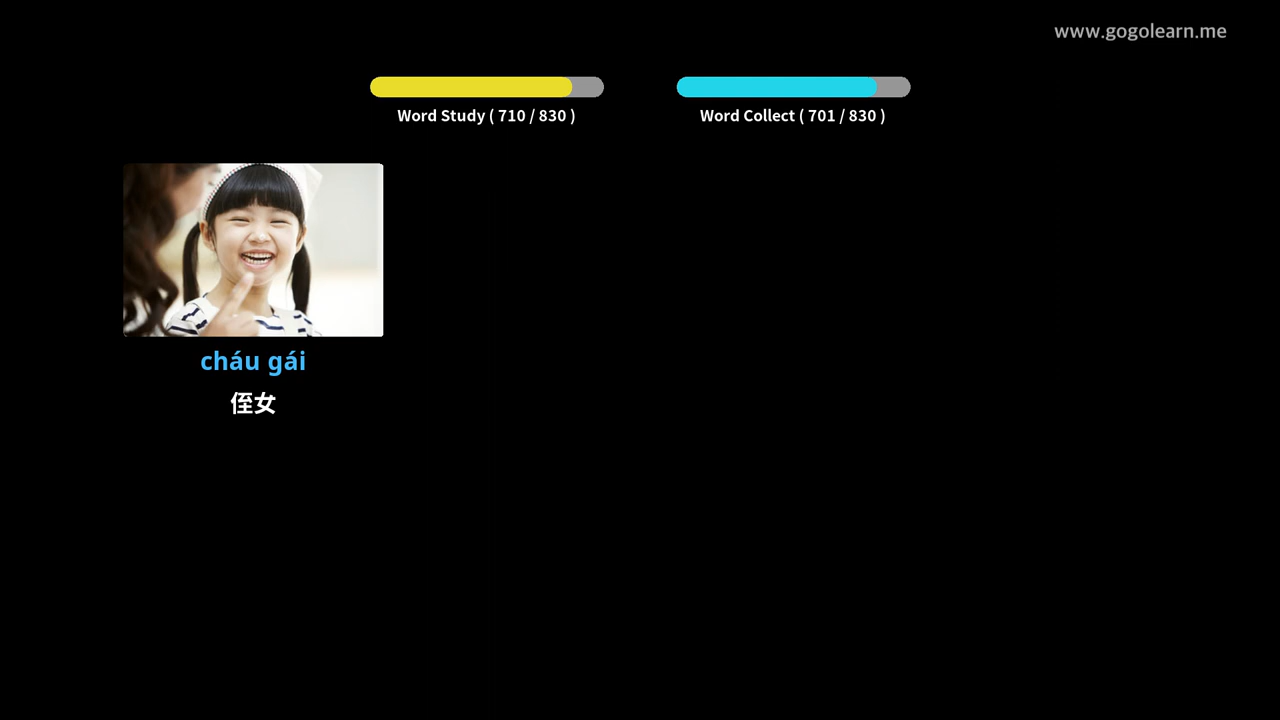 www.gogolearn.me
Word Study ( 710 / 830 )
Word Collect ( 701 / 830 )
cháu gái
侄女